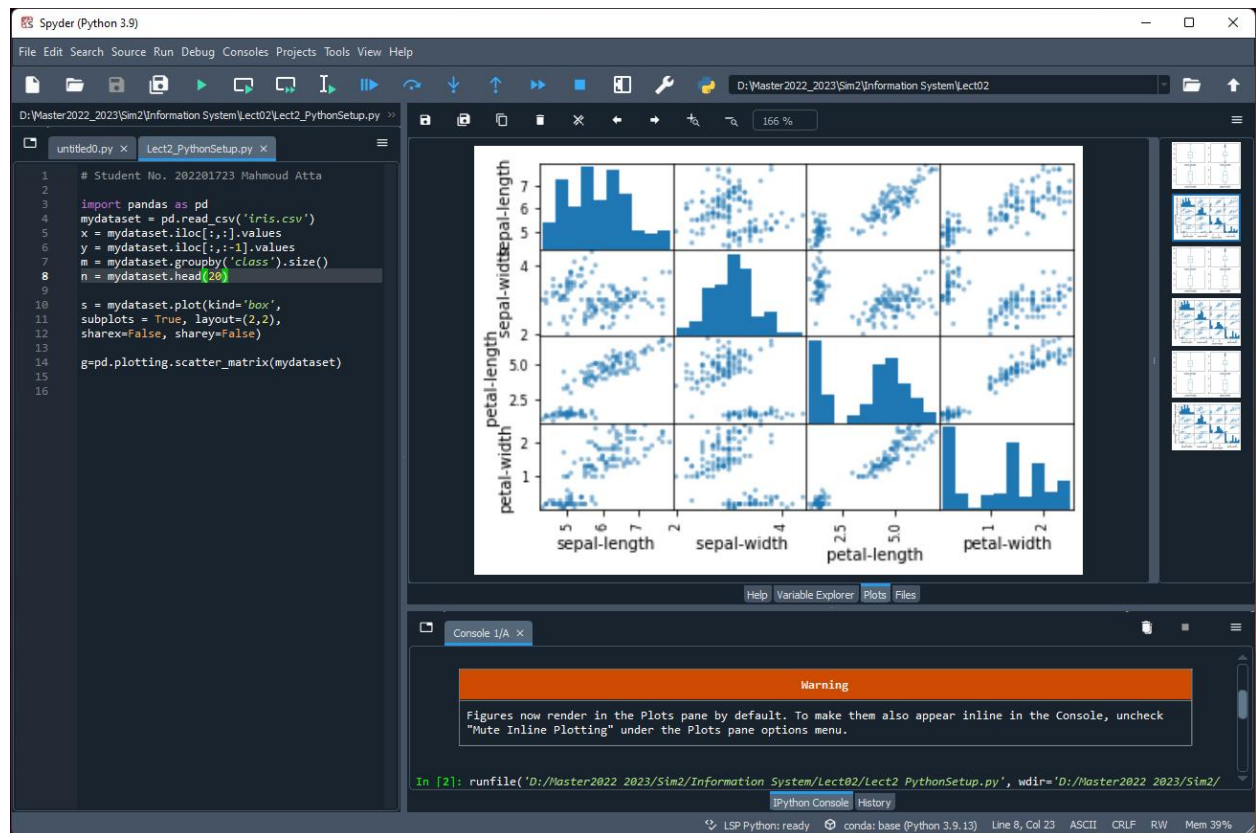 Spyder (Python 3.9)
File Edit Search Source Run Debug Consoles Projects Tools View Help
D:\Master2022_2023\Sim2\Information System\Lect02
D:\Master2022_2023\Sim2\Information System\Lect02\Lect2_PythonSetup.py
untitled0.py
Lect2_PythonSetup.py
1 # Student No. 202201723 Mahmoud Atta
2
3 import pandas as pd
4 mydataset = pd.read_csv('iris.csv')
5 x = mydataset.iloc[:,:].values
6 y = mydataset.iloc[:,:-1].values
7 m = mydataset.groupby('class').size()
8 n = mydataset.head(20)
9
10 s = mydataset.plot(kind='box',
11 subplots = True, layout=(2,2),
12 sharex=False, sharey=False)
13
14 g=pd.plotting.scatter_matrix(mydataset)
15
16
166 %
sepal-length
7
6
5
sepal-width
4
2
petal-length
5.0
2.5
petal-width
2
1
5 6 7 2 4 2.5 5.0 1 2
sepal-length sepal-width petal-length petal-width
Help Variable Explorer Plots Files
Console 1/A
Warning
Figures now render in the Plots pane by default. To make them also appear inline in the Console, uncheck
"Mute Inline Plotting" under the Plots pane options menu.
In [2]: runfile('D:/Master2022 2023/Sim2/Information System/Lect02/Lect2 PythonSetup.py', wdir='D:/Master2022 2023/Sim2/
IPython Console History
LSP Python: ready conda: base (Python 3.9.13) Line 8, Col 23 ASCII CRLF RW Mem 39%